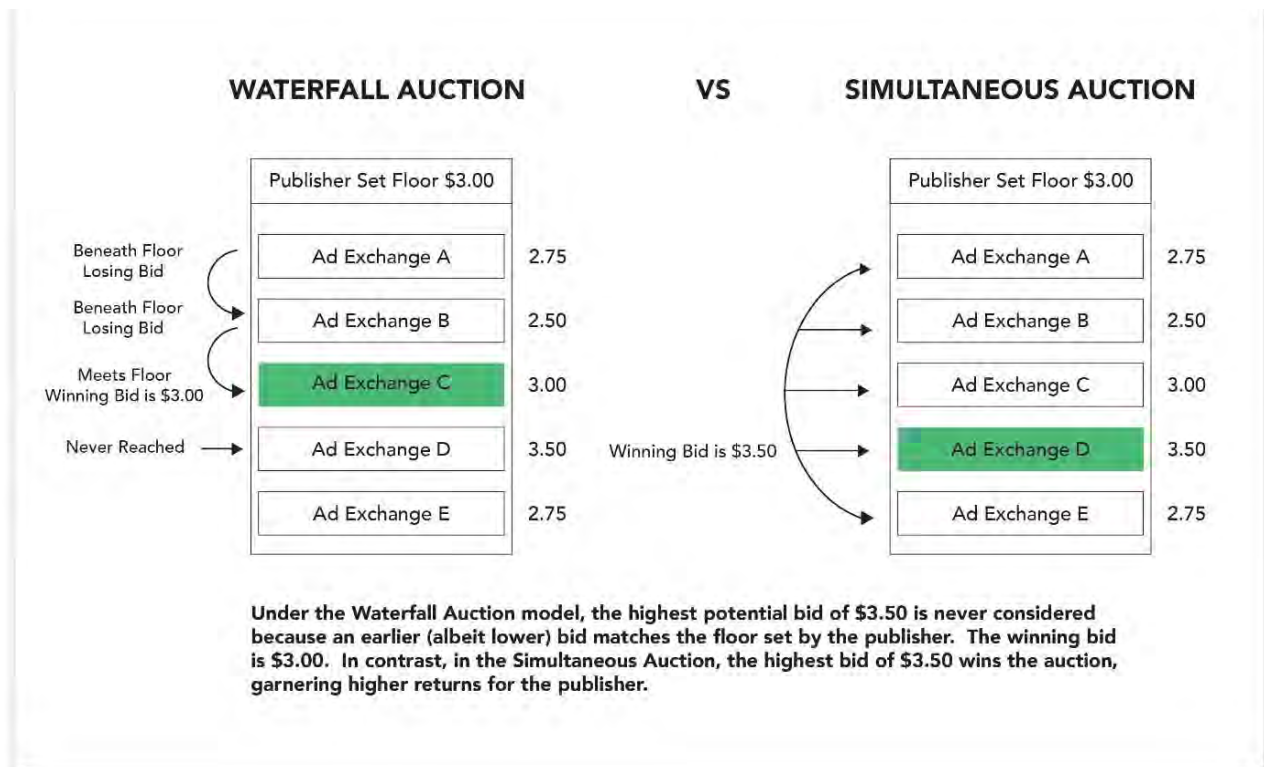 WATERFALL AUCTION VS SIMULTANEOUS AUCTION
Publisher Set Floor $3.00
Beneath Floor
Losing Bid
Ad Exchange A 2.75
Beneath Floor
Losing Bid
Ad Exchange B 2.50
Meets Floor
Winning Bid is $3.00
Ad Exchange C 3.00
Never Reached
Ad Exchange D 3.50
Ad Exchange E 2.75
Publisher Set Floor $3.00
Ad Exchange A 2.75
Ad Exchange B 2.50
Ad Exchange C 3.00
Winning Bid is $3.50
Ad Exchange D 3.50
Ad Exchange E 2.75
Under the Waterfall Auction model, the highest potential bid of $3.50 is never considered
because an earlier (albeit lower) bid matches the floor set by the publisher. The winning bid
is $3.00. In contrast, in the Simultaneous Auction, the highest bid of $3.50 wins the auction,
garnering higher returns for the publisher.